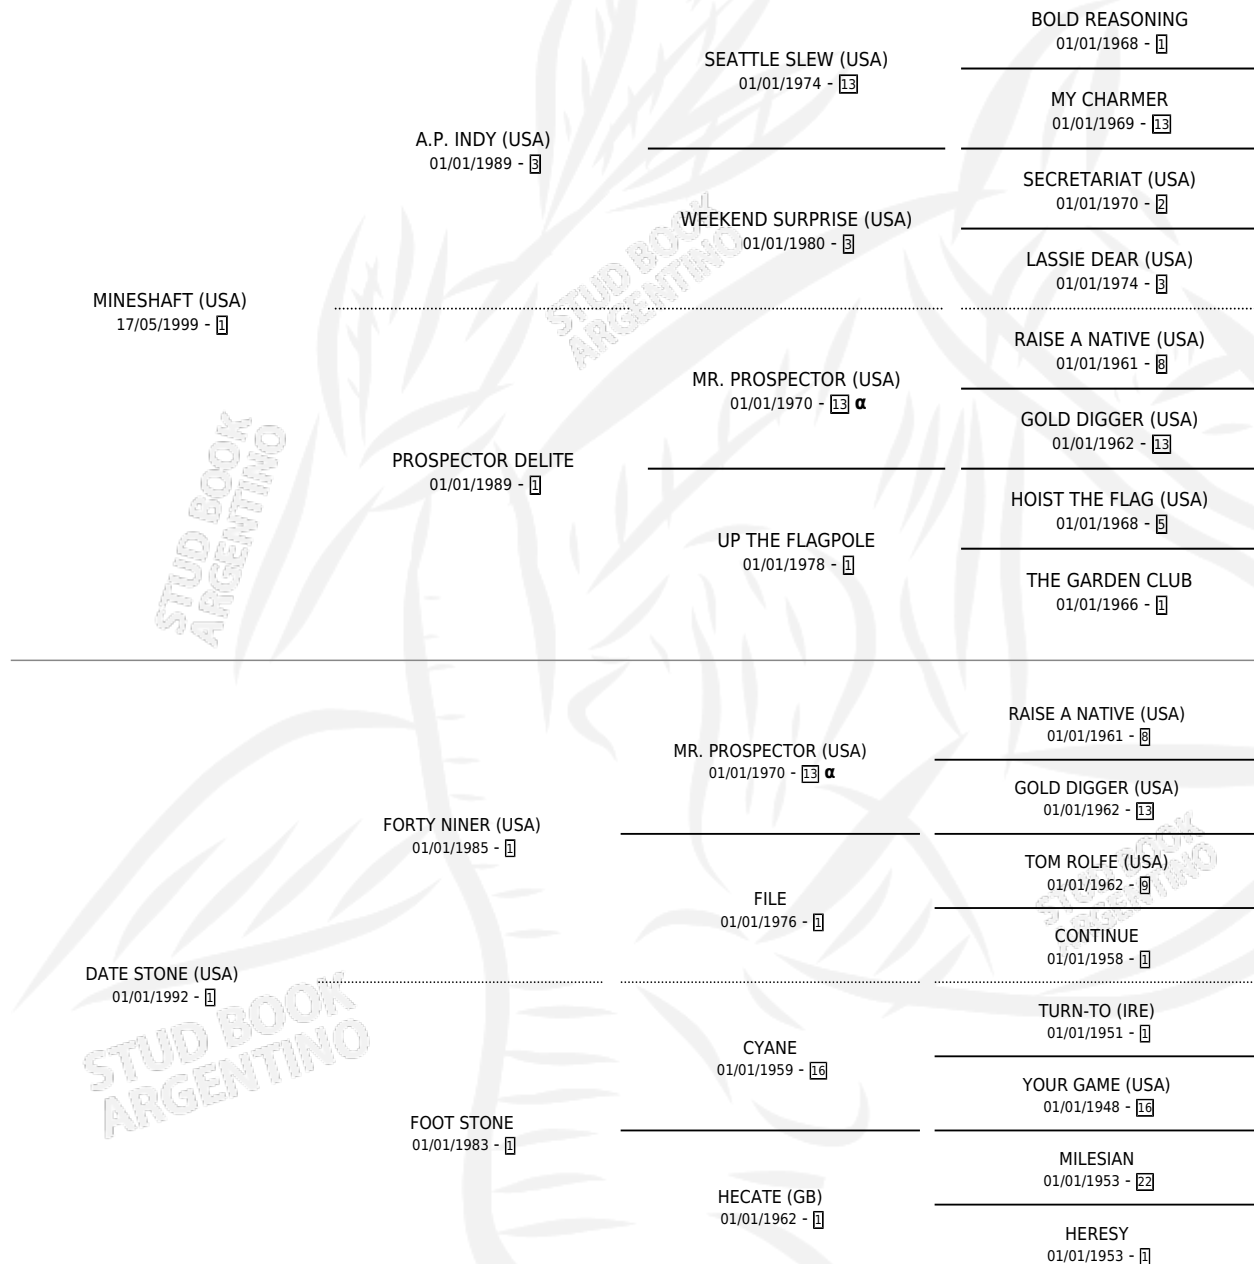 BOLD REASONING
01/01/1968 - 1
SEATTLE SLEW (USA)
01/01/1974 - 13
MY CHARMER
01/01/1969 - 13
A.P. INDY (USA)
01/01/1989 - 3
SECRETARIAT (USA)
01/01/1970 - 2
WEEKEND SURPRISE (USA)
01/01/1980 - 3
LASSIE DEAR (USA)
01/01/1974 - 3
MINESHAFT (USA)
17/05/1999 - 1
RAISE A NATIVE (USA)
01/01/1961 - 8
MR. PROSPECTOR (USA)
01/01/1970 - 13 α
GOLD DIGGER (USA)
01/01/1962 - 13
PROSPECTOR DELITE
01/01/1989 - 1
HOIST THE FLAG (USA)
01/01/1968 - 5
UP THE FLAGPOLE
01/01/1978 - 1
THE GARDEN CLUB
01/01/1966 - 1
RAISE A NATIVE (USA)
01/01/1961 - 8
MR. PROSPECTOR (USA)
01/01/1970 - 13 α
GOLD DIGGER (USA)
01/01/1962 - 13
FORTY NINER (USA)
01/01/1985 - 1
TOM ROLFE (USA)
01/01/1962 - 9
FILE
01/01/1976 - 1
CONTINUE
01/01/1958 - 1
DATE STONE (USA)
01/01/1992 - 1
TURN-TO (IRE)
01/01/1951 - 1
CYANE
01/01/1959 - 16
YOUR GAME (USA)
01/01/1948 - 16
FOOT STONE
01/01/1983 - 1
MILESIAN
01/01/1953 - 22
HECATE (GB)
01/01/1962 - 1
HERESY
01/01/1953 - 1
STUD BOOK
ARGENTINO
STUD BOOK
ARGENTINO
STUD BOOK
ARGENTINO
STUD BOOK
ARGENTINO